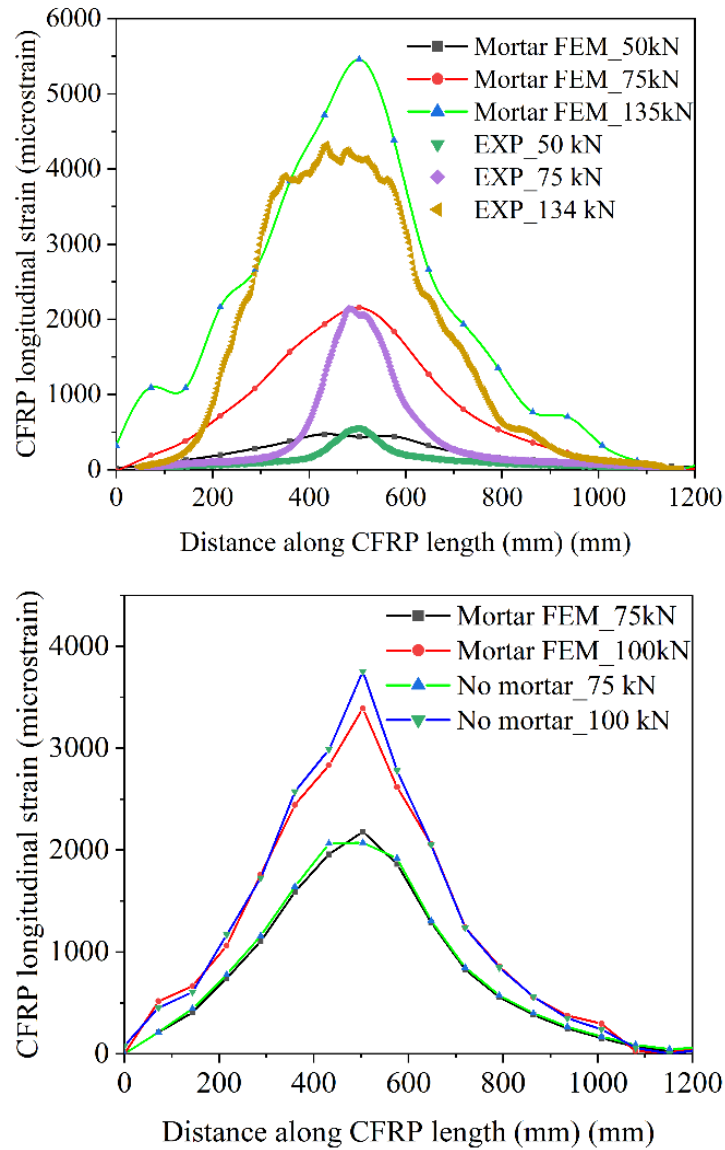 6000
5000
4000
3000
2000
1000
0
CFRP longitudinal strain (microstrain)
Mortar FEM_50kN
Mortar FEM_75kN
Mortar FEM_135kN
EXP_50 kN
EXP_75 kN
EXP_134 kN
0 200 400 600 800 1000 1200
Distance along CFRP length (mm) (mm)
4000
3000
2000
1000
0
CFRP longitudinal strain (microstrain)
Mortar FEM_75kN
Mortar FEM_100kN
No mortar_75 kN
No mortar_100 kN
0 200 400 600 800 1000 1200
Distance along CFRP length (mm) (mm)